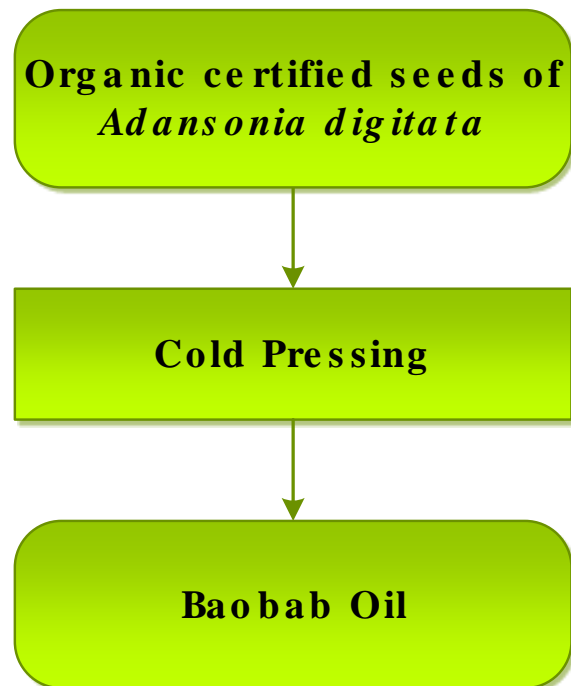 Organic certified seeds of
Adansonia digitata
Cold Pressing
Baobab Oil